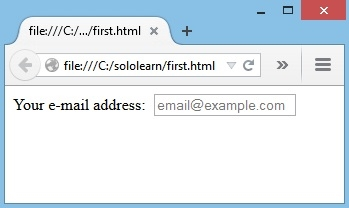 file:///C:/.../first.html
file:///C:/sololearn/first.html
Your e-mail address: email@example.com